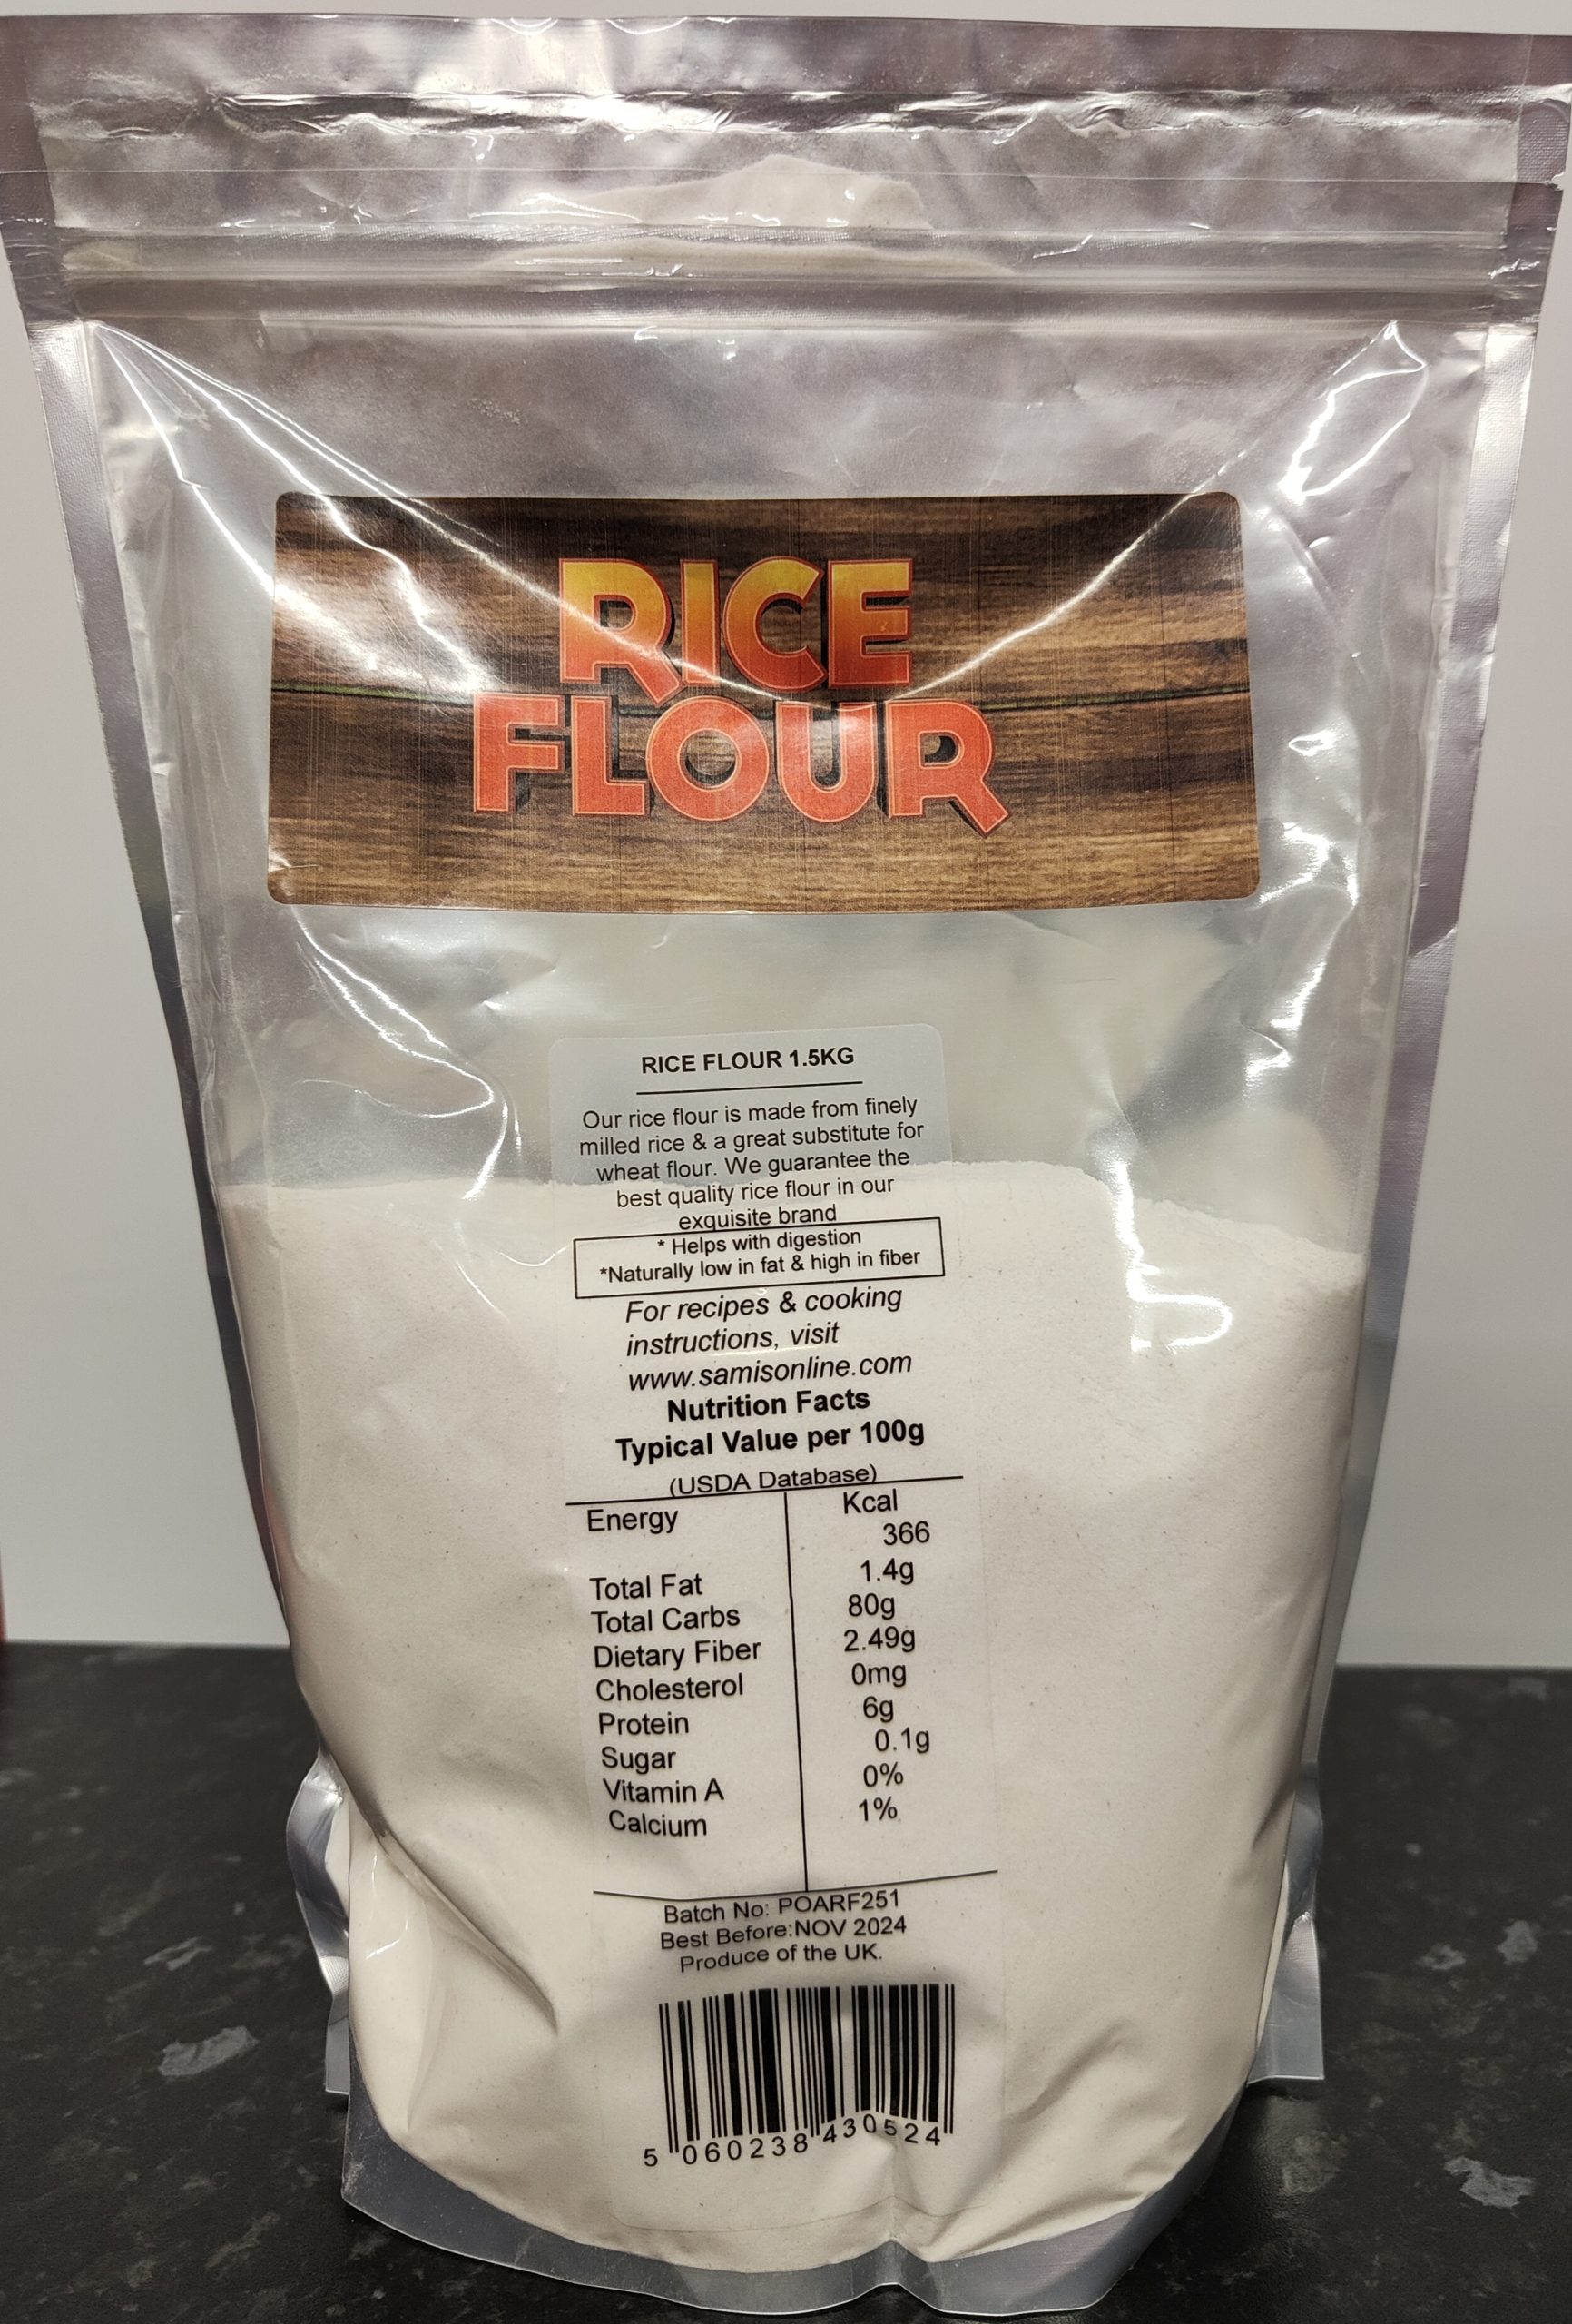 RICE
FLOUR
RICE FLOUR 1.5KG
Our rice flour is made from finely
milled rice & a great substitute for
wheat flour. We guarantee the
best quality rice flour in our
exquisite brand
* Helps with digestion
*Naturally low in fat & high in fiber
For recipes & cooking
instructions, visit
www.samisonline.com
Nutrition Facts
Typical Value per 100g
(USDA Database)
Energy Kcal
366
Total Fat 1.4g
Total Carbs 80g
Dietary Fiber 2.49g
Cholesterol 0mg
Protein 6g
Sugar 0.1g
Vitamin A 0%
Calcium 1%
Batch No: POARF251
Best Before:NOV 2024
Produce of the UK.
5 060238 430524